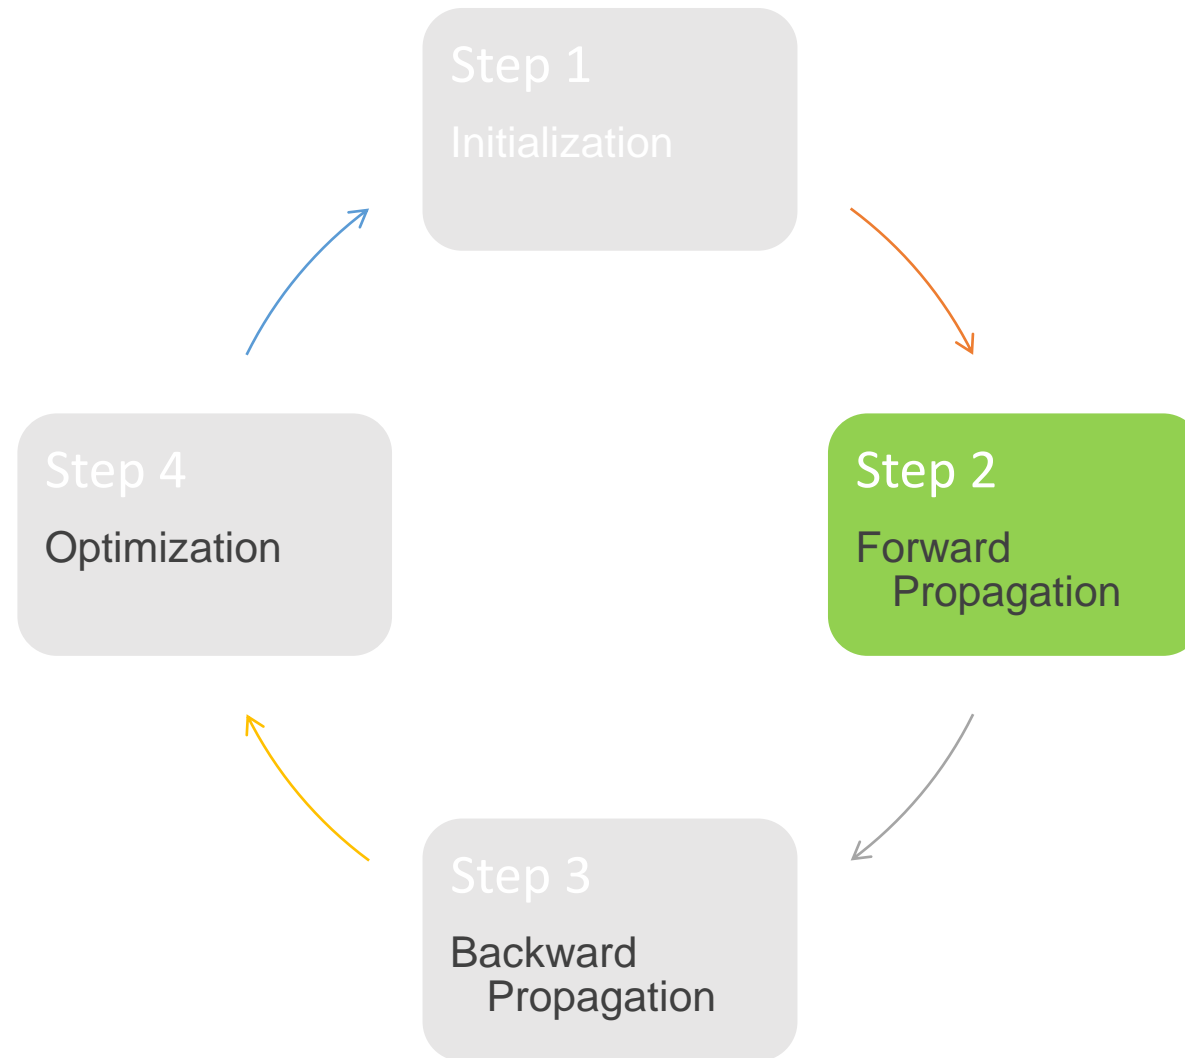 Step 1
Initialization
Step 2
Forward
Propagation
Step 3
Backward
Propagation
Step 4
Optimization